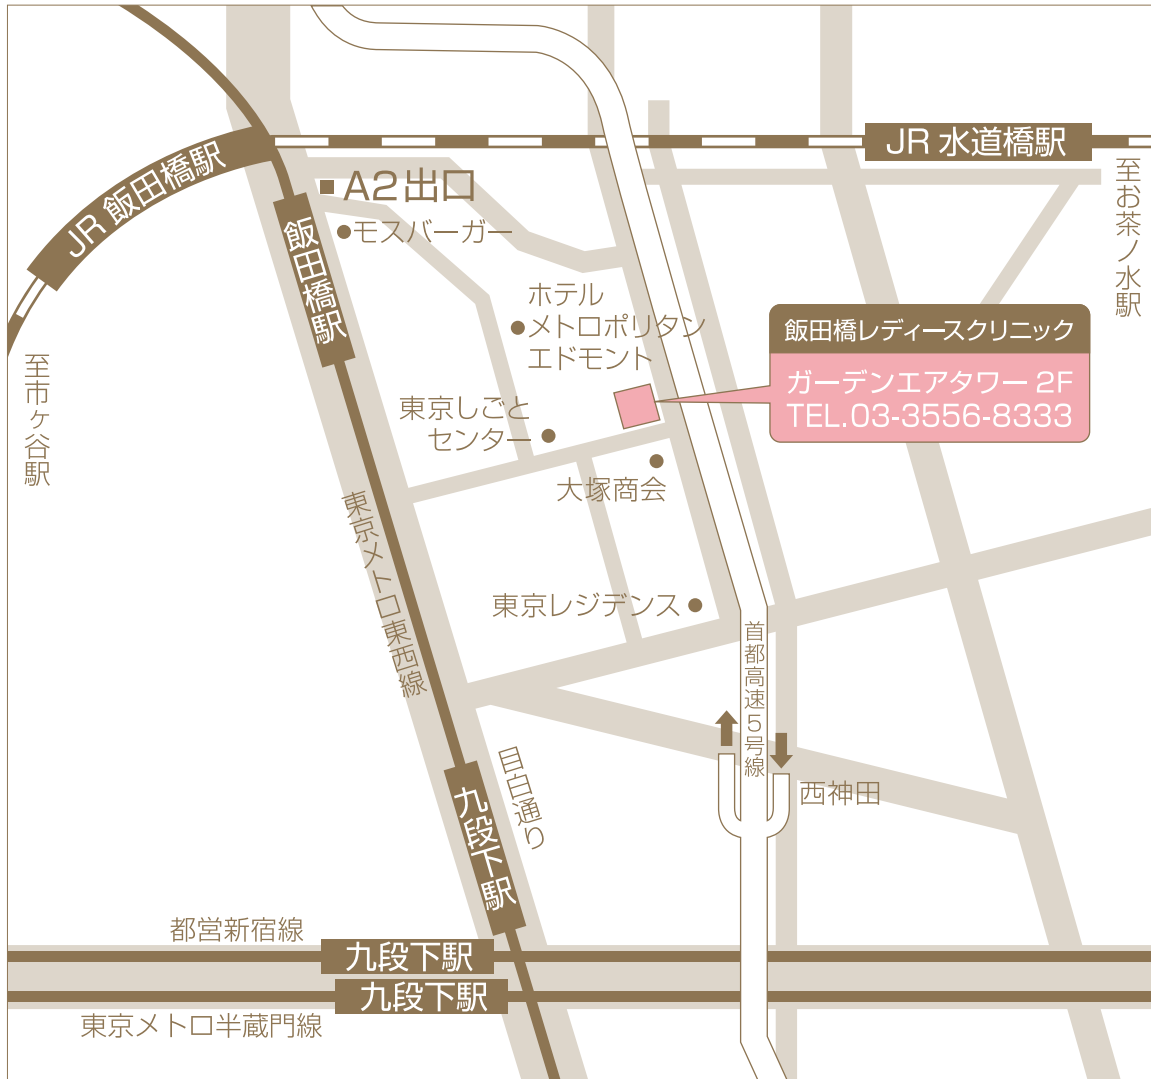 JR 水道橋駅
JR 飯田橋駅
A2出口
至お茶ノ水駅
飯田橋駅
モスバーガー
ホテル
メトロポリタン
エドモント
飯田橋レディースクリニック
ガーデンエアタワー 2F
TEL.03-3556-8333
至市ヶ谷駅
東京しごと
センター
大塚商会
東京メトロ東西線
東京レジデンス
首都高速5号線
目白通り
西神田
九段下駅
都営新宿線
九段下駅
九段下駅
東京メトロ半蔵門線